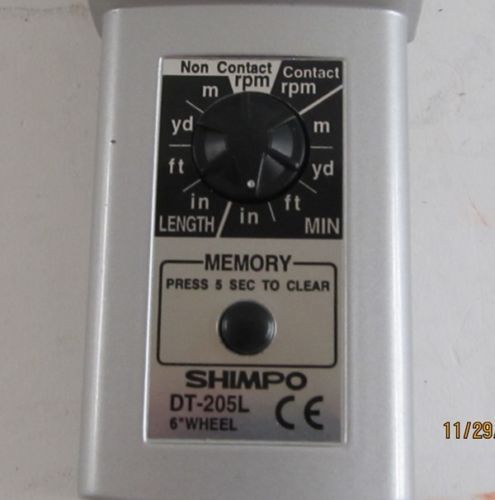 Non Contact Contact
rpm rpm
m m
yd yd
ft ft
in in
LENGTH MIN
MEMORY
PRESS 5 SEC TO CLEAR
SHIMPO
DT-205L CE
6"WHEEL
11/29/